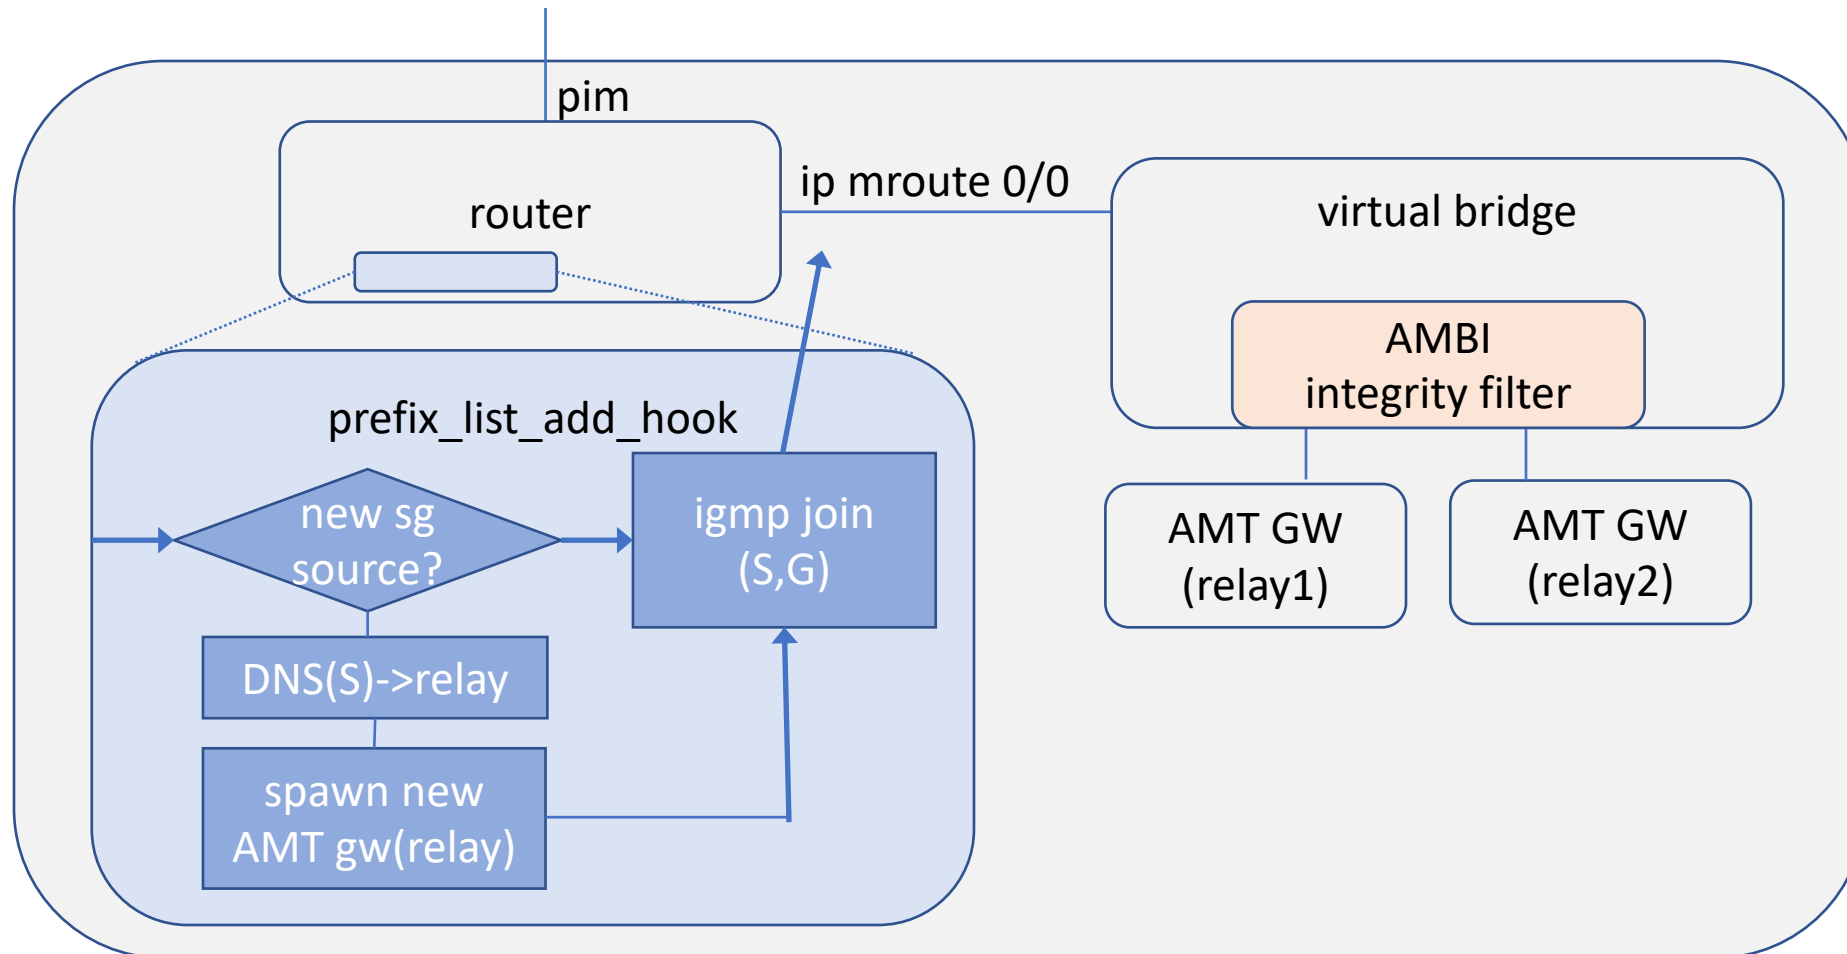 pim
router
ip mroute 0/0
virtual bridge
AMBI
integrity filter
AMT GW
(relay1)
AMT GW
(relay2)
prefix_list_add_hook
new sg
source?
igmp join
(S,G)
DNS(S)->relay
spawn new
AMT gw(relay)